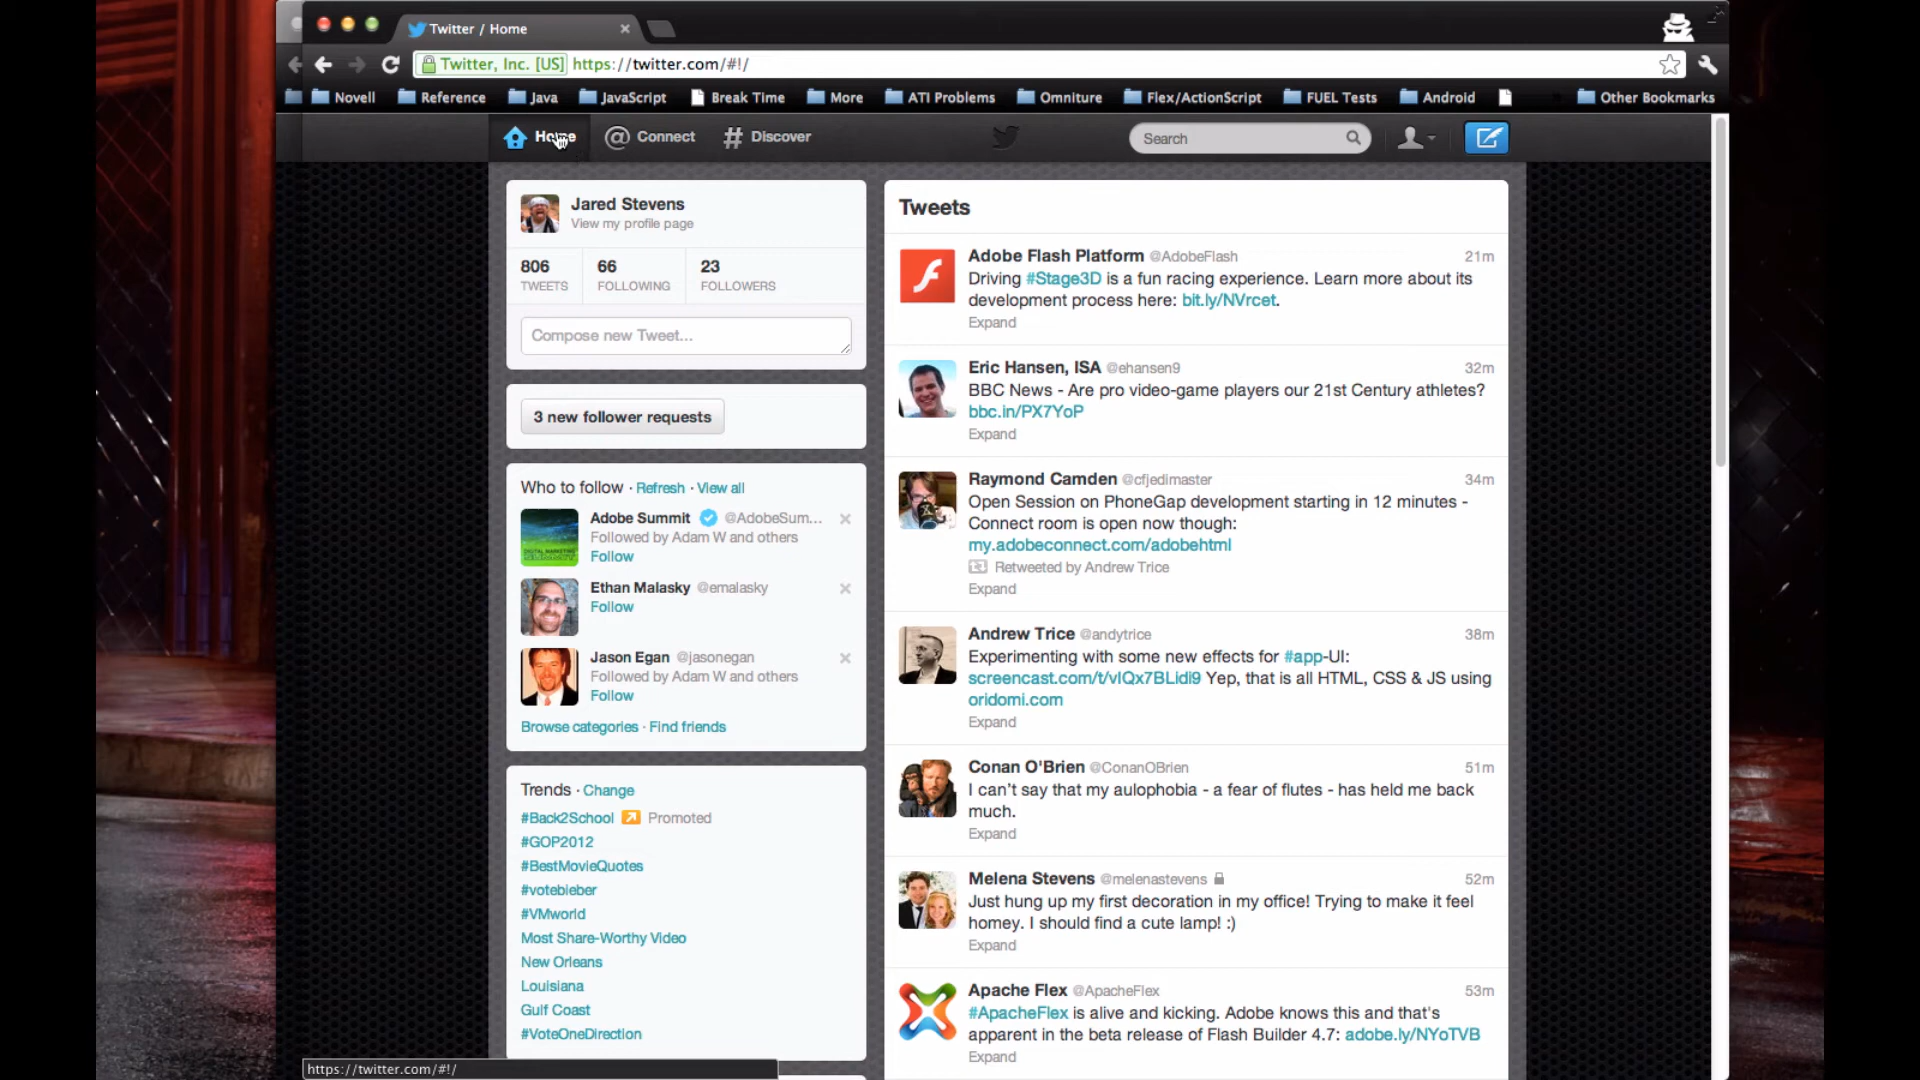 Twitter / Home
Twitter, Inc. [US] https://twitter.com/#!/
Novell Reference Java JavaScript Break Time More ATI Problems Omniture Flex/ActionScript FUEL Tests Android Other Bookmarks
Home @ Connect # Discover Search
Jared Stevens
View my profile page
806 66 23
TWEETS FOLLOWING FOLLOWERS
Compose new Tweet...
3 new follower requests
Who to follow · Refresh · View all
Adobe Summit @AdobeSum...
Followed by Adam W and others
Follow
Ethan Malasky @emalasky
Follow
Jason Egan @jasonegan
Followed by Adam W and others
Follow
Browse categories · Find friends
Trends · Change
#Back2School Promoted
#GOP2012
#BestMovieQuotes
#votebieber
#VMworld
Most Share-Worthy Video
New Orleans
Louisiana
Gulf Coast
#VoteOneDirection
Tweets
Adobe Flash Platform @AdobeFlash 21m
Driving #Stage3D is a fun racing experience. Learn more about its
development process here: bit.ly/NVrcet.
Expand
Eric Hansen, ISA @ehansen9 32m
BBC News - Are pro video-game players our 21st Century athletes?
bbc.in/PX7YoP
Expand
Raymond Camden @cfjedimaster 34m
Open Session on PhoneGap development starting in 12 minutes -
Connect room is open now though:
my.adobeconnect.com/adobehtml
Retweeted by Andrew Trice
Expand
Andrew Trice @andytrice 38m
Experimenting with some new effects for #app-UI:
screencast.com/t/vIQx7BLidi9 Yep, that is all HTML, CSS & JS using
oridomi.com
Expand
Conan O'Brien @ConanOBrien 51m
I can't say that my aulophobia - a fear of flutes - has held me back
much.
Expand
Melena Stevens @melenastevens 52m
Just hung up my first decoration in my office! Trying to make it feel
homey. I should find a cute lamp! :)
Expand
Apache Flex @ApacheFlex 53m
#ApacheFlex is alive and kicking. Adobe knows this and that's
apparent in the beta release of Flash Builder 4.7: adobe.ly/NYoTVB
Expand
https://twitter.com/#!/